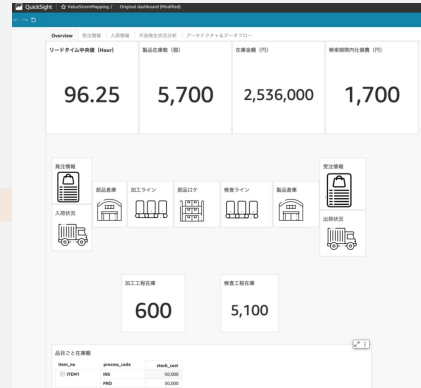 QuickSight
ValueStreamMapping / Original dashboard (Modified)
Overview 受注情報 入荷情報 不良発生状況分析 アーキテクチャ&データフロー
リードタイム中央値 (Hour)
製品在庫数 (個)
在庫金額 (円)
検索期間内仕損費 (円)
96.25
5,700
2,536,000
1,700
発注情報
受注情報
部品倉庫
加工ライン
部品ロケ
検査ライン
製品倉庫
入荷状況
出荷状況
加工工程在庫
検査工程在庫
600
5,100
品目ごと在庫額
item_no process_code stock_cost
ITEM1 INS 50,000
PRO 30,000